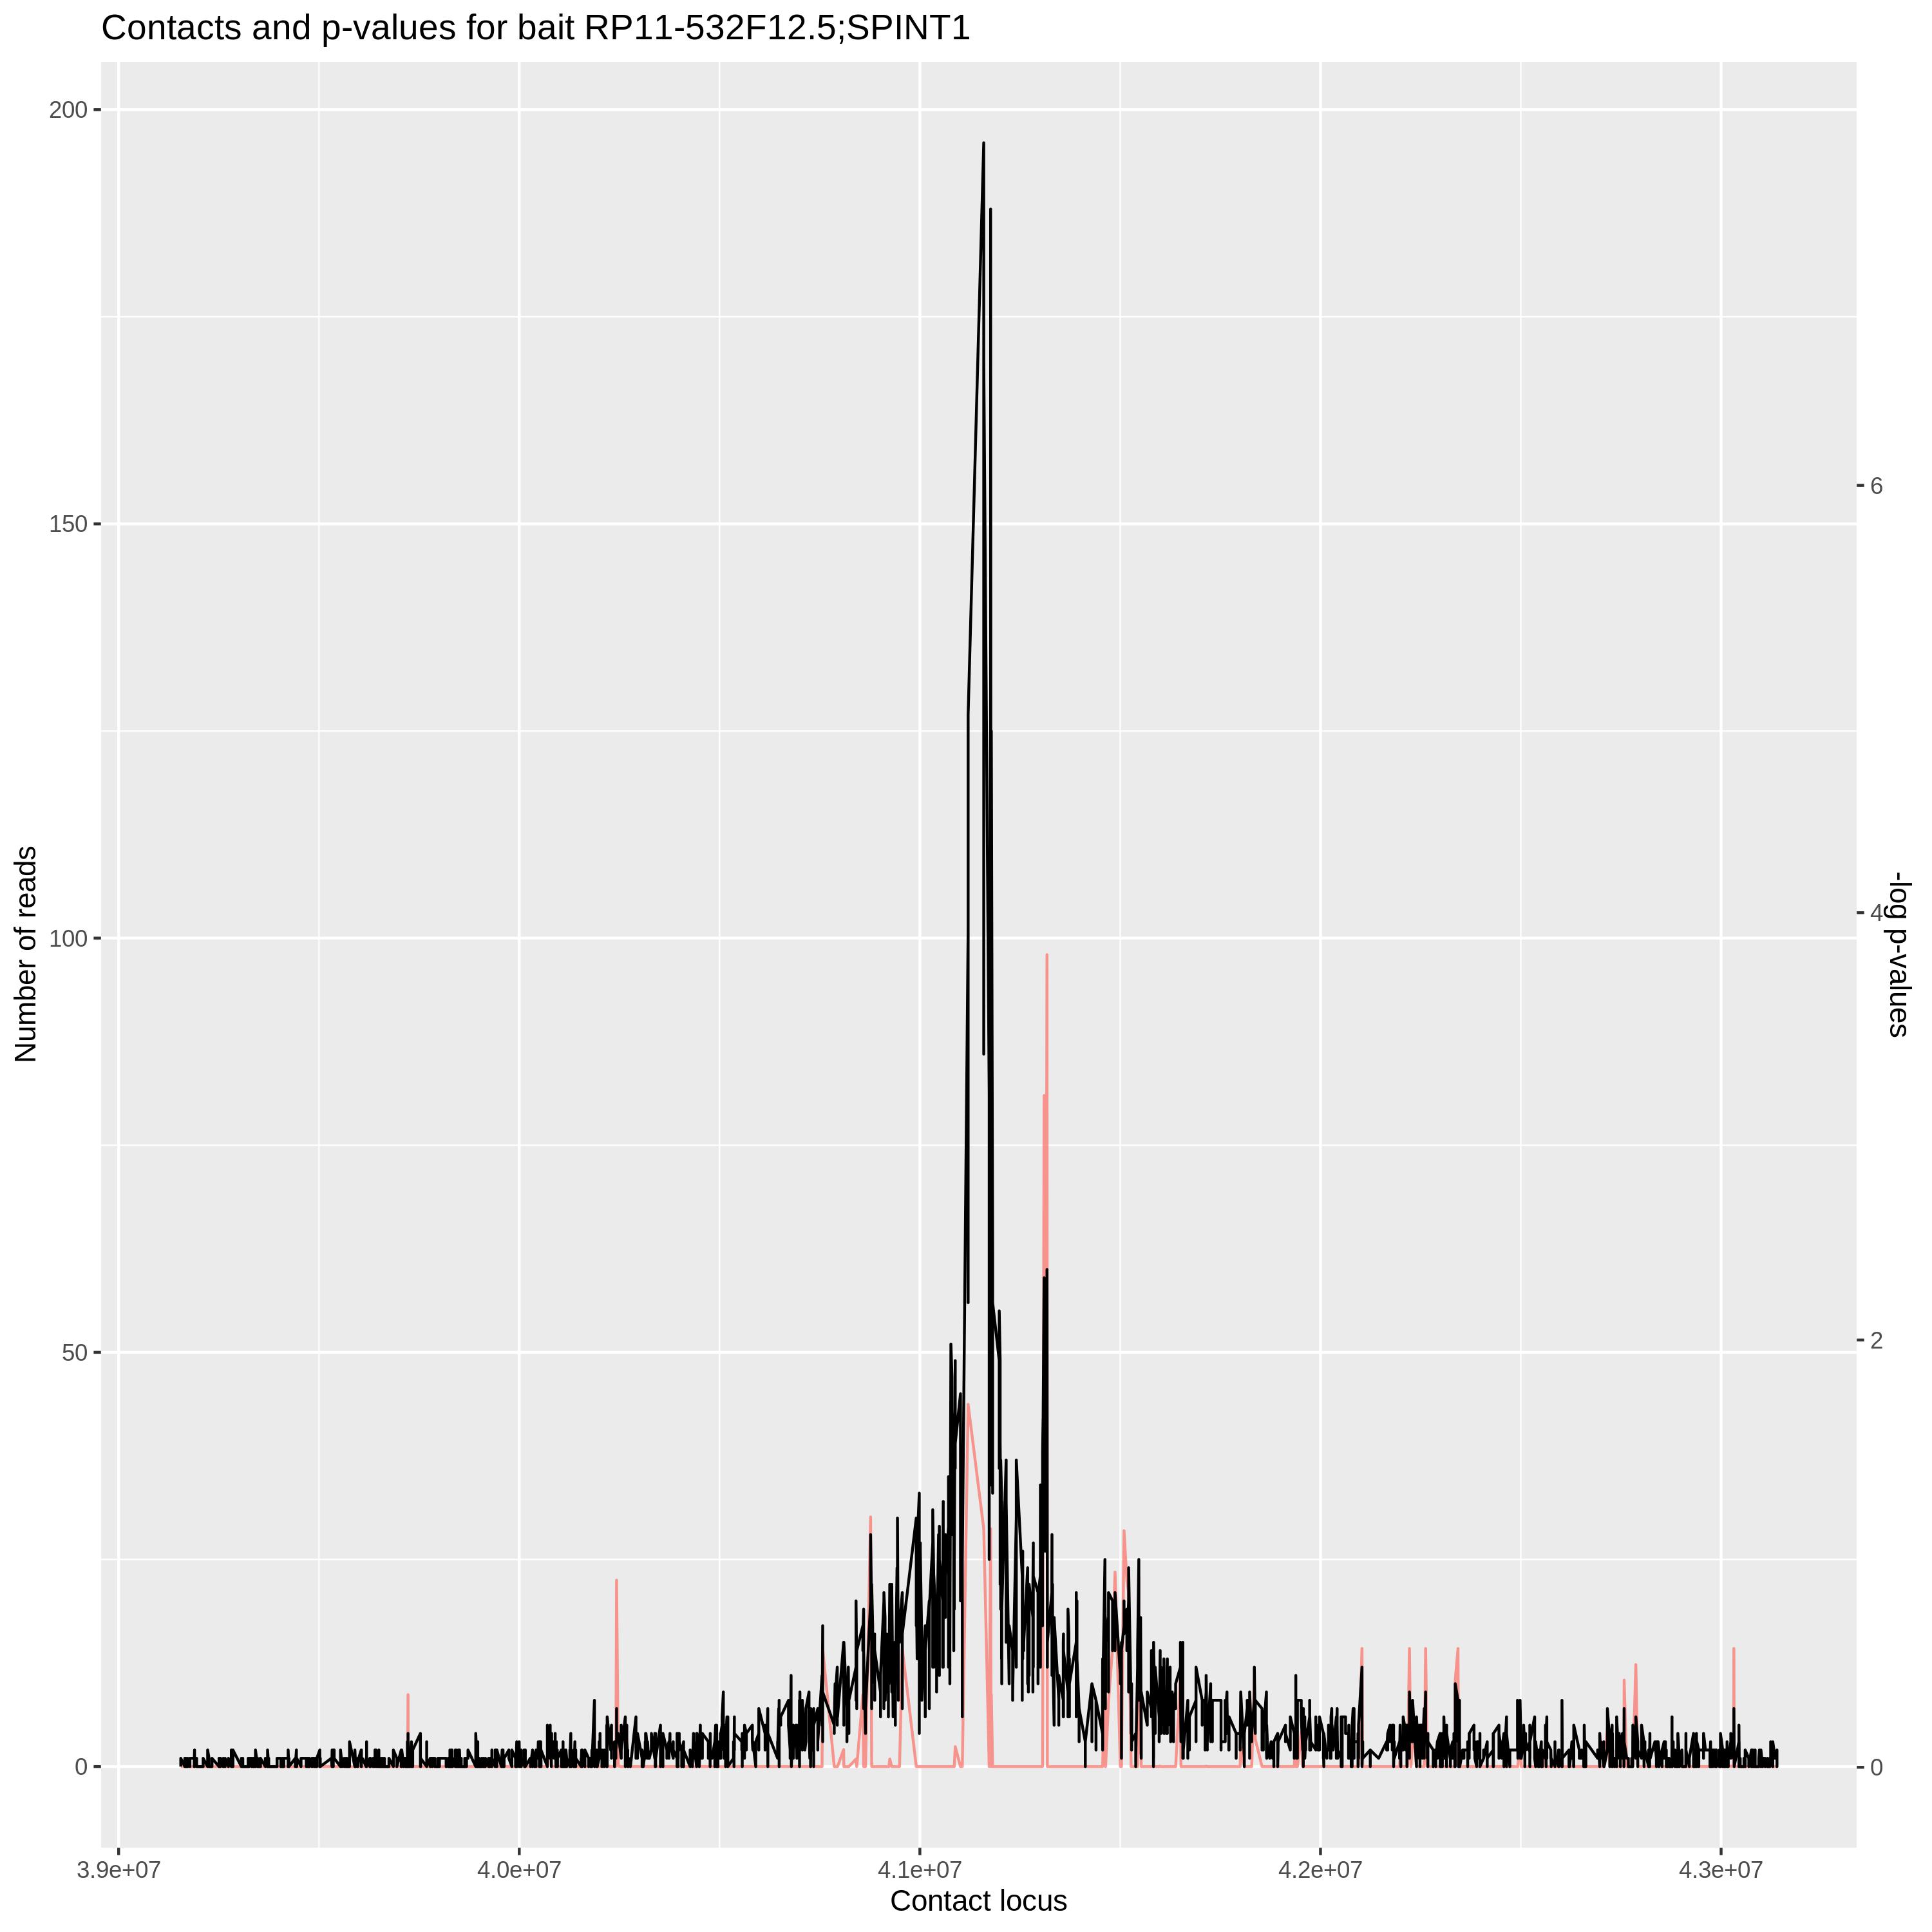 Contacts and p-values for bait RP11-532F12.5;SPINT1
200
150
100
50
0
Number of reads
6
4
2
0
-log p-values
3.9e+07 4.0e+07 4.1e+07 4.2e+07 4.3e+07
Contact locus